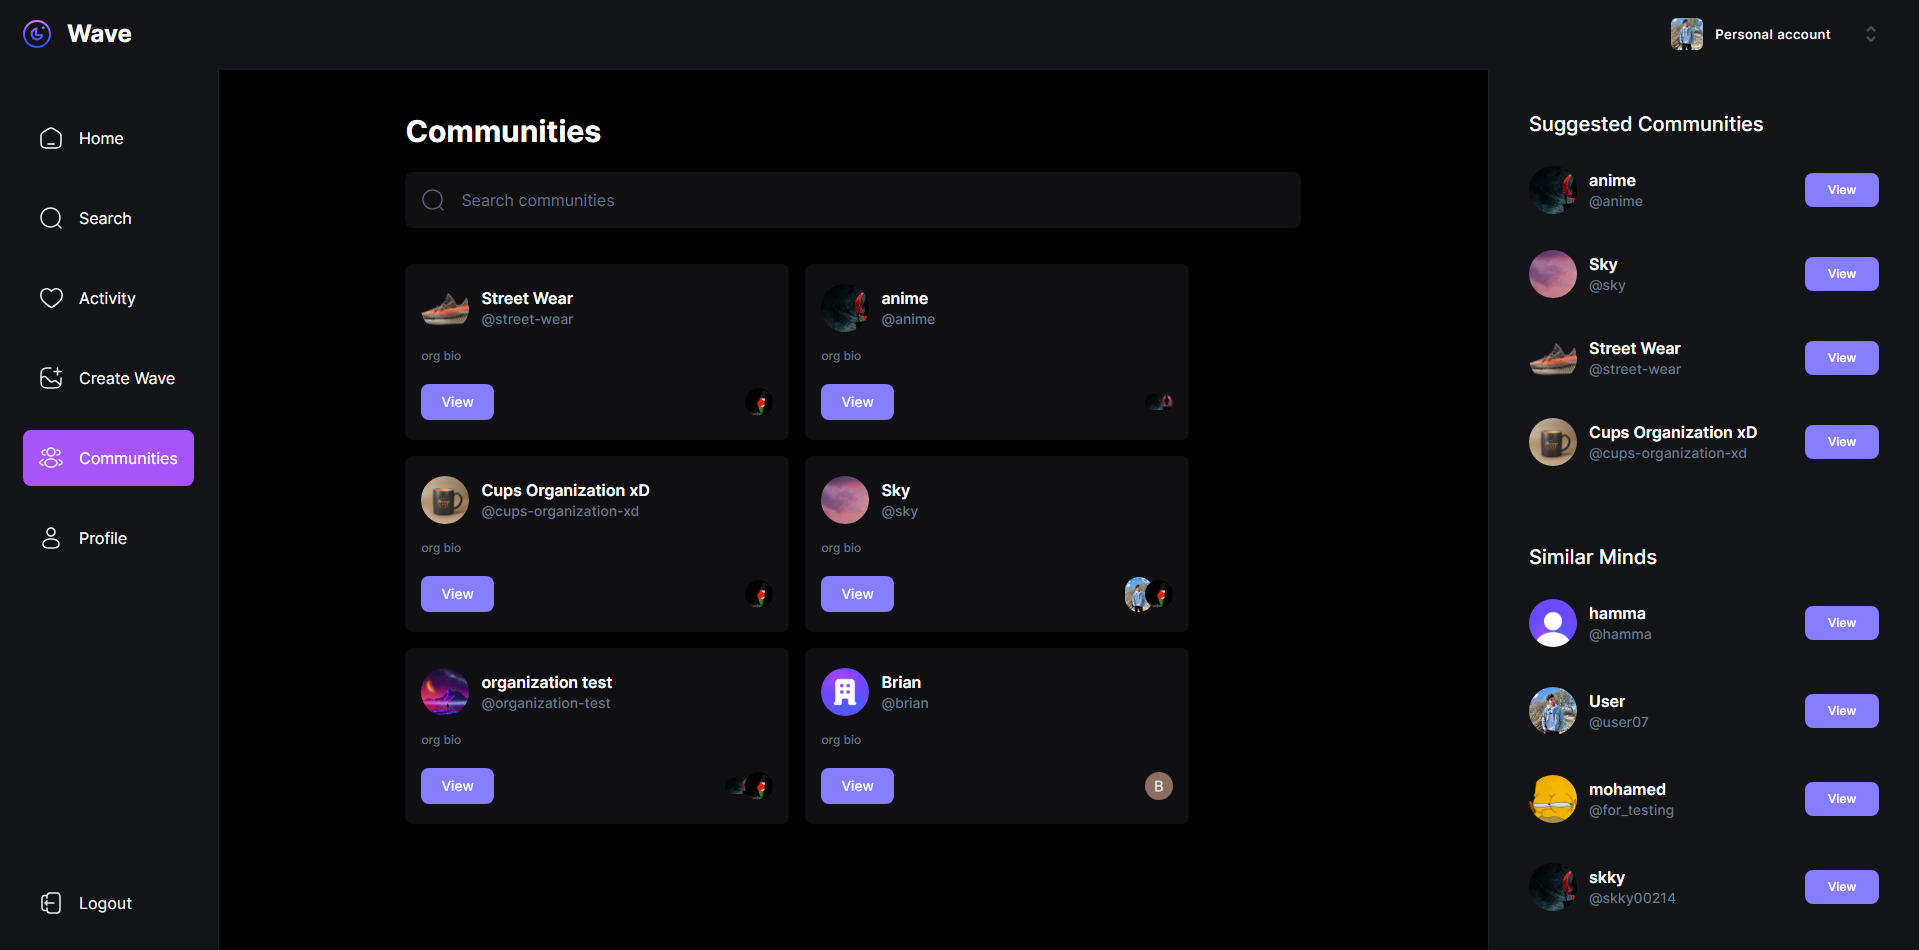 Wave
Personal account
Home
Search
Activity
Create Wave
Communities
Profile
Logout
Communities
Search communities
Street Wear
@street-wear
org bio
View
anime
@anime
org bio
View
Cups Organization xD
@cups-organization-xd
org bio
View
Sky
@sky
org bio
View
organization test
@organization-test
org bio
View
Brian
@brian
org bio
View
B
Suggested Communities
anime
@anime
View
Sky
@sky
View
Street Wear
@street-wear
View
Cups Organization xD
@cups-organization-xd
View
Similar Minds
hamma
@hamma
View
User
@user07
View
mohamed
@for_testing
View
skky
@skky00214
View